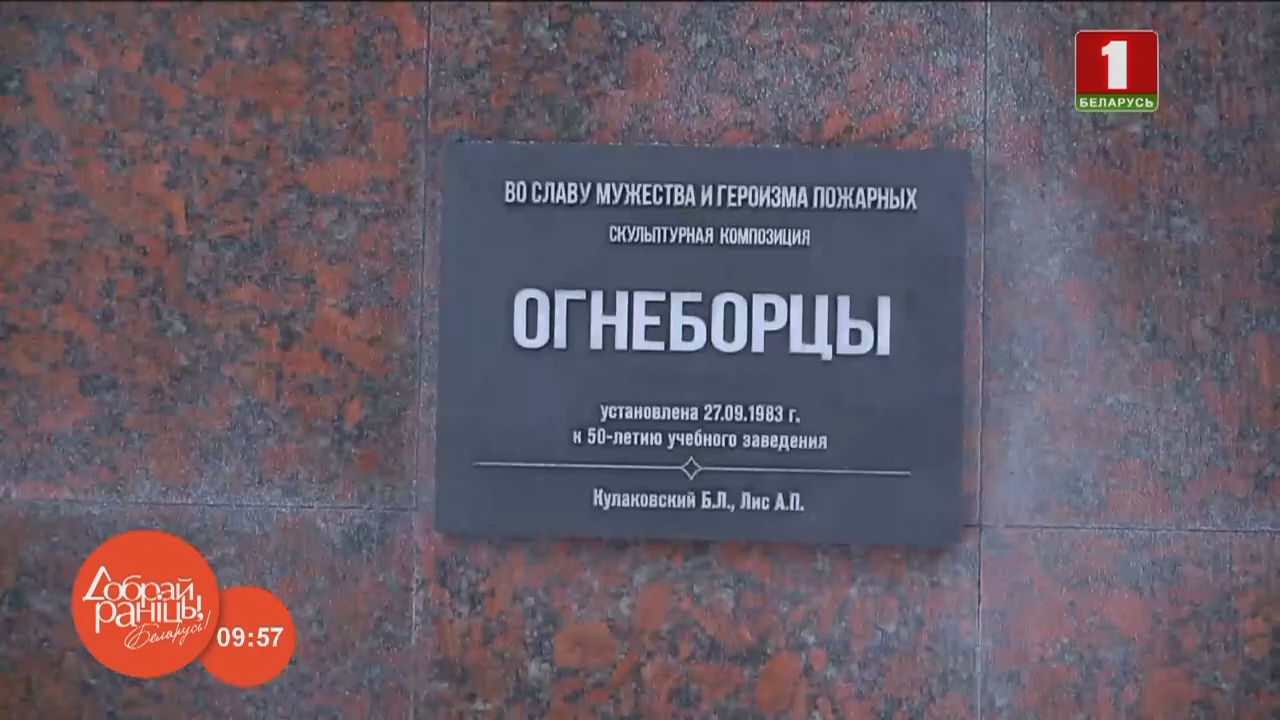 1
БЕЛАРУСЬ
ВО СЛАВУ МУЖЕСТВА И ГЕРОИЗМА ПОЖАРНЫХ
СКУЛЬПТУРНАЯ КОМПОЗИЦИЯ
ОГНЕБОРЦЫ
установлена 27.09.1983 г.
к 50-летию учебного заведения
Кулаковский Б.Л., Лис А.П.
Добрай
раніцы,
Беларусь!
09:57